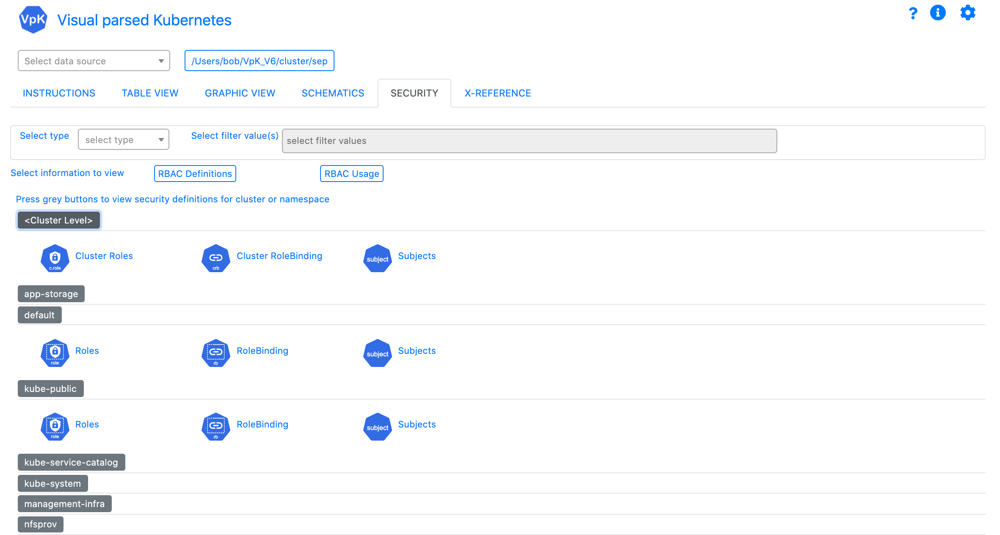 VpK Visual parsed Kubernetes ?
Select data source /Users/bob/VpK_V6/cluster/sep
INSTRUCTIONS TABLE VIEW GRAPHIC VIEW SCHEMATICS SECURITY X-REFERENCE
Select type select type Select filter value(s) select filter values
Select information to view RBAC Definitions RBAC Usage
Press grey buttons to view security definitions for cluster or namespace
<Cluster Level>
c.role Cluster Roles crb Cluster RoleBinding subject Subjects
app-storage
default
role Roles rb RoleBinding subject Subjects
kube-public
role Roles rb RoleBinding subject Subjects
kube-service-catalog
kube-system
management-infra
nfsprov